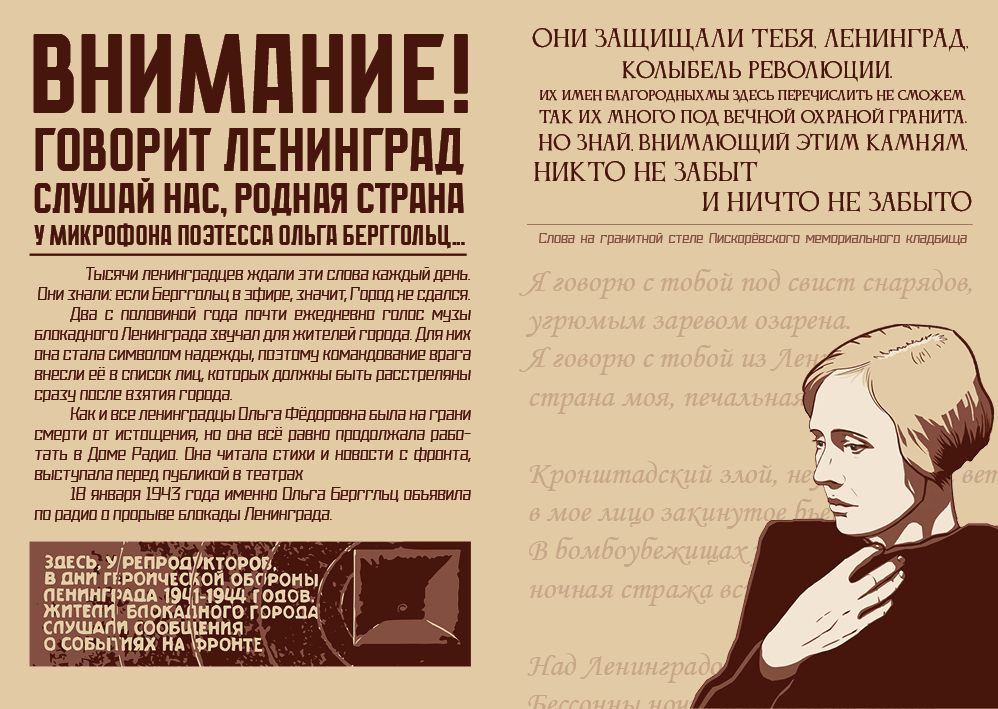 ВНИМАНИЕ!
ГОВОРИТ ЛЕНИНГРАД
СЛУШАЙ НАС, РОДНАЯ СТРАНА
У МИКРОФОНА ПОЭТЕССА ОЛЬГА БЕРГГОЛЬЦ...
Тысячи ленинградцев ждали эти слова каждый день.
Они знали: если Берггольц в эфире, значит, Город не сдался.
Два с половиной года почти ежедневно голос музы
блокадного Ленинграда звучал для жителей города. Для них
она стала символом надежды, поэтому командование врага
внесли её в список лиц, которых должны быть расстреляны
сразу после взятия города.
Как и все ленинградцы Ольга Фёдоровна была на грани
смерти от истощения, но она всё равно продолжала рабо-
тать в Доме Радио. Она читала стихи и новости с фронта,
выступала перед публикой в театрах
18 января 1943 года именно Ольга Берггльц объявила
по радио о прорыве блокады Ленинграда.
ЗДЕСЬ, У РЕПРОДУКТОРОВ,
В ДНИ ГЕРОИЧЕСКОЙ ОБОРОНЫ
ЛЕНИНГРАДА 1941-1944 ГОДОВ,
ЖИТЕЛИ БЛОКАДНОГО ГОРОДА
СЛУШАЛИ СООБЩЕНИЯ
О СОБЫТИЯХ НА ФРОНТЕ
ОНИ ЗАЩИЩАЛИ ТЕБЯ, ЛЕНИНГРАД,
КОЛЫБЕЛЬ РЕВОЛЮЦИИ.
ИХ ИМЕН БЛАГОРОДНЫХ МЫ ЗДЕСЬ ПЕРЕЧИСЛИТЬ НЕ СМОЖЕМ.
ТАК ИХ МНОГО ПОД ВЕЧНОЙ ОХРАНОЙ ГРАНИТА.
НО ЗНАЙ, ВНИМАЮЩИЙ ЭТИМ КАМНЯМ,
НИКТО НЕ ЗАБЫТ
И НИЧТО НЕ ЗАБЫТО
Слова на гранитной стеле Пискорёвского мемориального кладбища
Я говорю с тобой под свист снарядов,
угрюмым заревом озарена.
Я говорю с тобой из Лен
страна моя, печальная
Кронштадский злой, не вет
в мое лицо закинутое бье
В бомбоубежищах
ночная стража вс
Над Ленинградо
Бессонны ноч